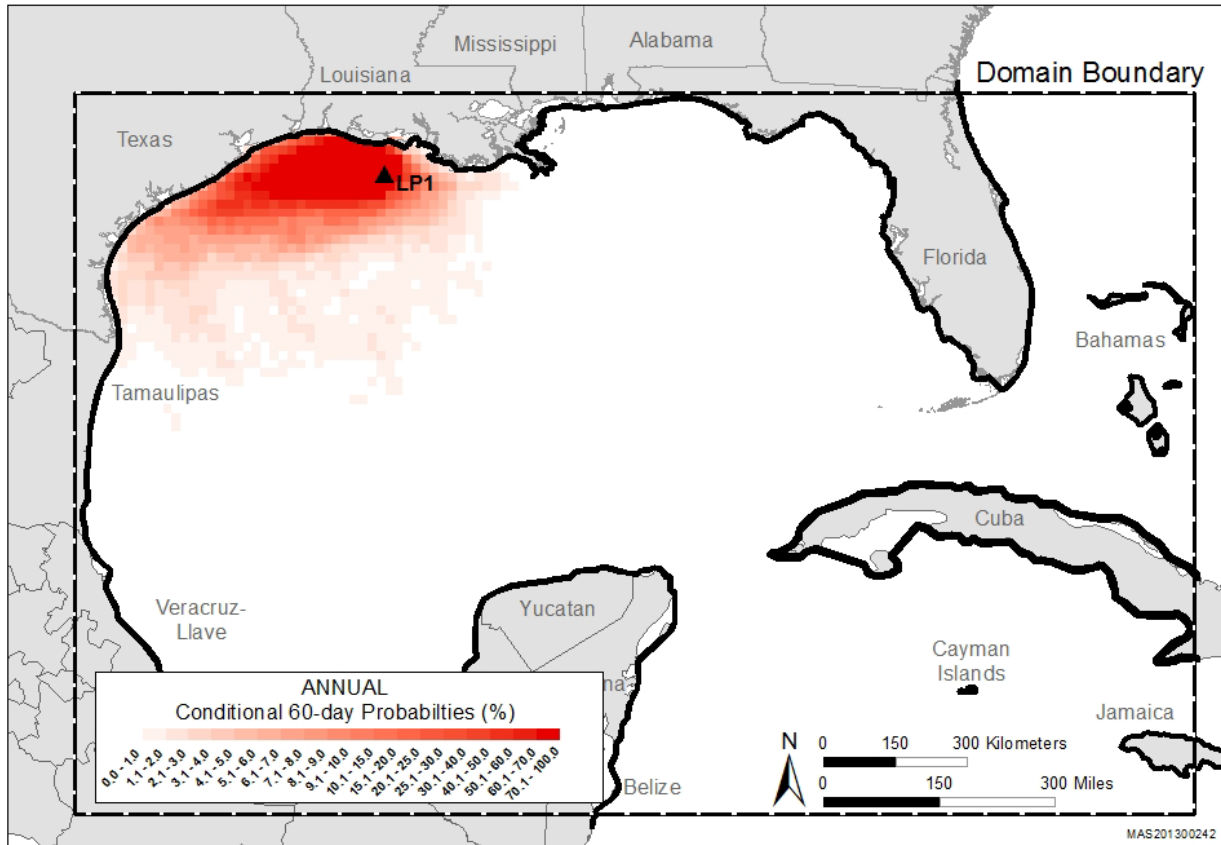 Mississippi
Alabama
Louisiana
Domain Boundary
Texas
LP1
Florida
Bahamas
Tamaulipas
Cuba
Veracruz-
Llave
Yucatan
Cayman
Islands
na
Jamaica
Belize
ANNUAL
Conditional 60-day Probabilties (%)
0.0 - 1.0
1.1 - 2.0
2.1 - 3.0
3.1 - 4.0
4.1 - 5.0
5.1 - 6.0
6.1 - 7.0
7.1 - 8.0
8.1 - 9.0
9.1 - 10.0
10.1 - 15.0
15.1 - 20.0
20.1 - 25.0
25.1 - 30.0
30.1 - 40.0
40.1 - 50.0
50.1 - 60.0
60.1 - 70.0
70.1 - 100.0
N
0 150 300 Kilometers
0 150 300 Miles
MAS201300242